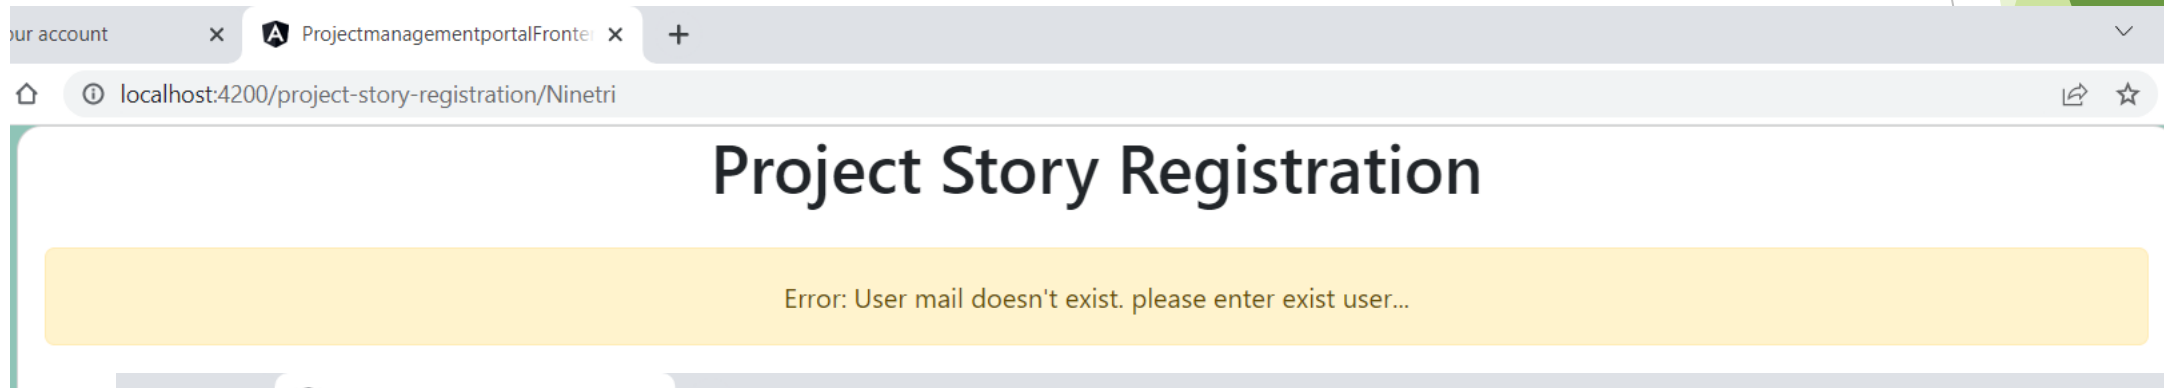 our account
ProjectmanagementportalFronte
localhost:4200/project-story-registration/Ninetri
Project Story Registration
Error: User mail doesn't exist. please enter exist user...